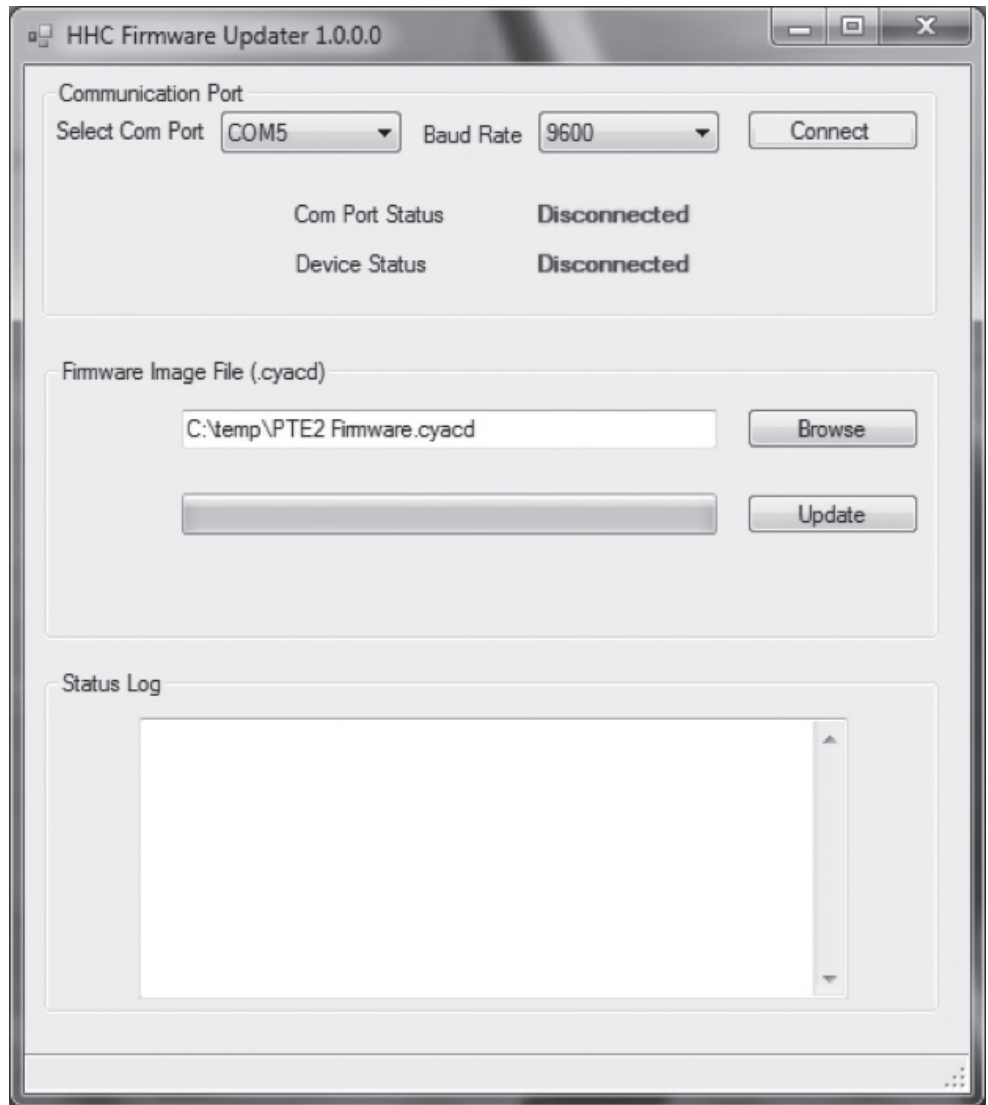 HHC Firmware Updater 1.0.0.0
Communication Port
Select Com Port COM5 Baud Rate 9600 Connect
Com Port Status Disconnected
Device Status Disconnected
Firmware Image File (.cyacd)
C:\temp\PTE2 Firmware.cyacd Browse
Update
Status Log